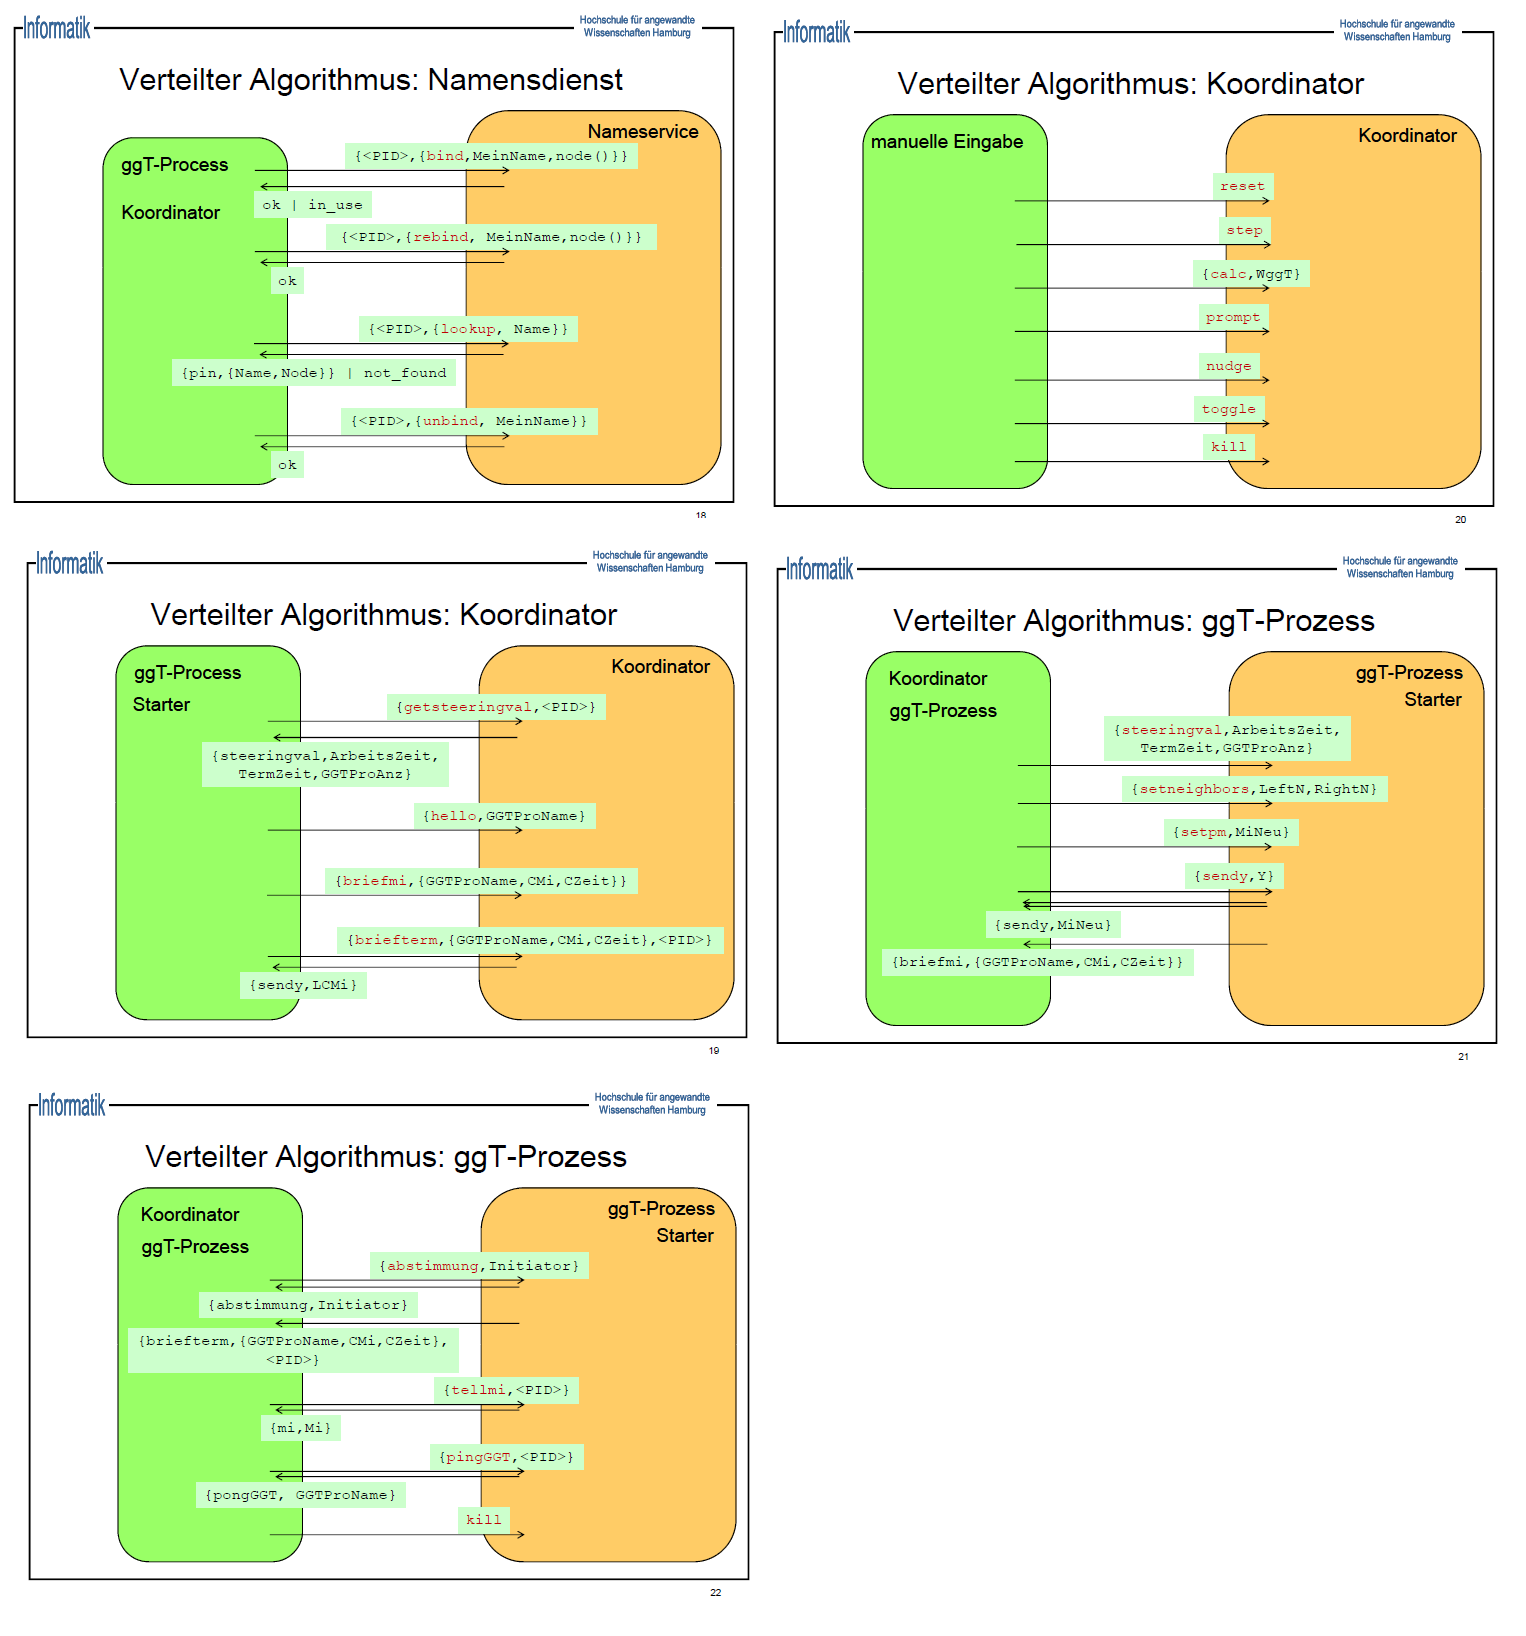 Informatik
Hochschule für angewandte
Wissenschaften Hamburg
Verteilter Algorithmus: Namensdienst
Nameservice
ggT-Process
Koordinator
{<PID>,{bind,MeinName,node()}}
ok | in_use
{<PID>,{rebind, MeinName,node()}}
ok
{<PID>,{lookup, Name}}
{pin,{Name,Node}} | not_found
{<PID>,{unbind, MeinName}}
ok
18
Informatik
Hochschule für angewandte
Wissenschaften Hamburg
Verteilter Algorithmus: Koordinator
manuelle Eingabe
Koordinator
reset
step
{calc,WggT}
prompt
nudge
toggle
kill
20
Informatik
Hochschule für angewandte
Wissenschaften Hamburg
Verteilter Algorithmus: Koordinator
ggT-Process
Starter
Koordinator
{getsteeringval,<PID>}
{steeringval,ArbeitsZeit,
TermZeit,GGTProAnz}
{hello,GGTProName}
{briefmi,{GGTProName,CMi,CZeit}}
{briefterm,{GGTProName,CMi,CZeit},<PID>}
{sendy,LCMi}
19
Informatik
Hochschule für angewandte
Wissenschaften Hamburg
Verteilter Algorithmus: ggT-Prozess
Koordinator
ggT-Prozess
ggT-Prozess
Starter
{steeringval,ArbeitsZeit,
TermZeit,GGTProAnz}
{setneighbors,LeftN,RightN}
{setpm,MiNeu}
{sendy,Y}
{sendy,MiNeu}
{briefmi,{GGTProName,CMi,CZeit}}
21
Informatik
Hochschule für angewandte
Wissenschaften Hamburg
Verteilter Algorithmus: ggT-Prozess
Koordinator
ggT-Prozess
ggT-Prozess
Starter
{abstimmung,Initiator}
{abstimmung,Initiator}
{briefterm,{GGTProName,CMi,CZeit},
<PID>}
{tellmi,<PID>}
{mi,Mi}
{pingGGT,<PID>}
{pongGGT, GGTProName}
kill
22